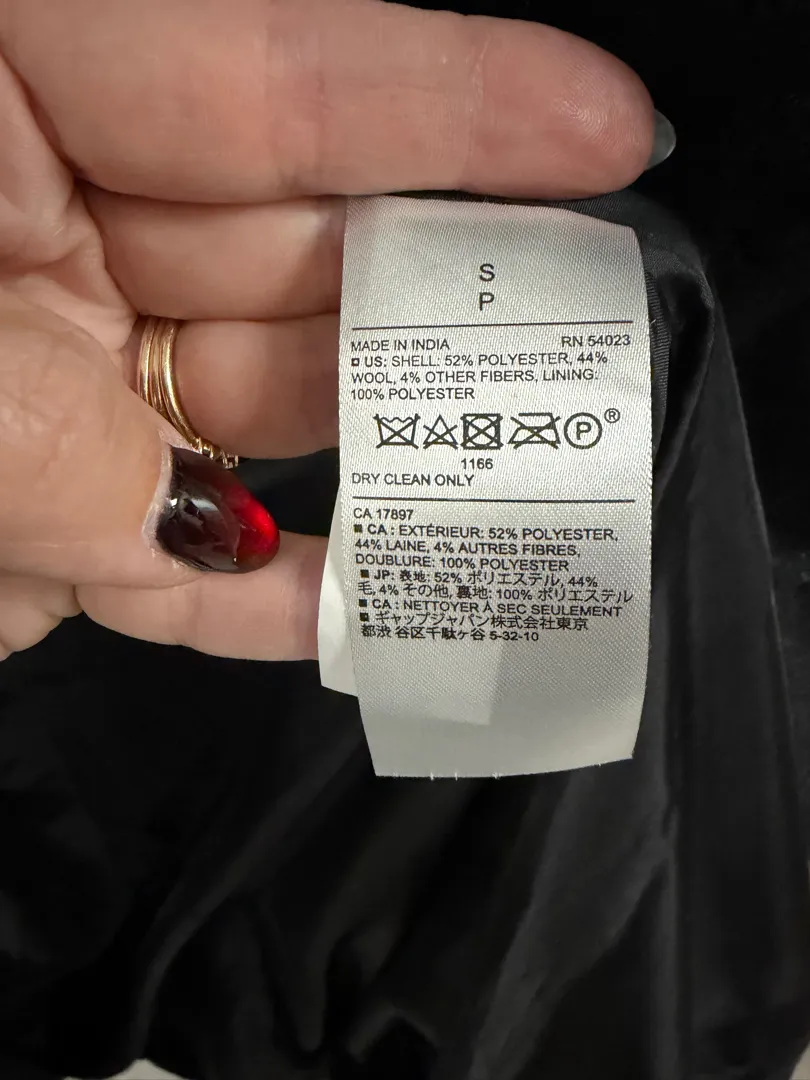 S
P
MADE IN INDIA RN 54023
US: SHELL: 52% POLYESTER, 44%
WOOL, 4% OTHER FIBERS, LINING:
100% POLYESTER
P ®
1166
DRY CLEAN ONLY
CA 17897
■ CA : EXTÉRIEUR: 52% POLYESTER,
44% LAINE, 4% AUTRES FIBRES,
DOUBLURE: 100% POLYESTER
■ JP: 表地: 52% ポリエステル, 44%
毛, 4% その他, 裏地: 100% ポリエステル
■ CA : NETTOYER À SEC SEULEMENT
■ ギャップジャパン株式会社東京
都渋 谷区千駄ヶ谷 5-32-10